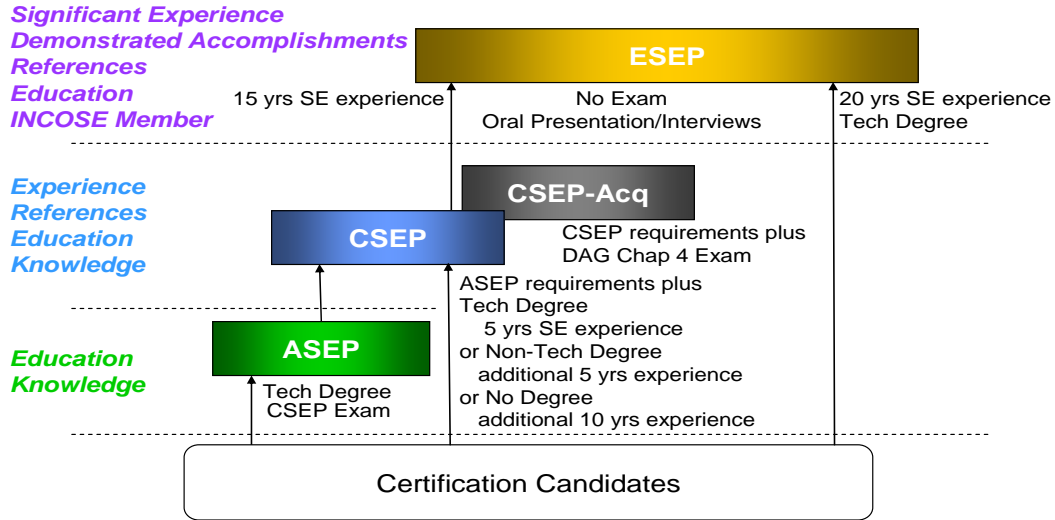 Significant Experience
Demonstrated Accomplishments
References
Education
INCOSE Member
ESEP
15 yrs SE experience
No Exam
Oral Presentation/Interviews
20 yrs SE experience
Tech Degree
Experience
References
Education
Knowledge
CSEP-Acq
CSEP
CSEP requirements plus
DAG Chap 4 Exam
ASEP requirements plus
Tech Degree
5 yrs SE experience
or Non-Tech Degree
additional 5 yrs experience
or No Degree
additional 10 yrs experience
Education
Knowledge
ASEP
Tech Degree
CSEP Exam
Certification Candidates